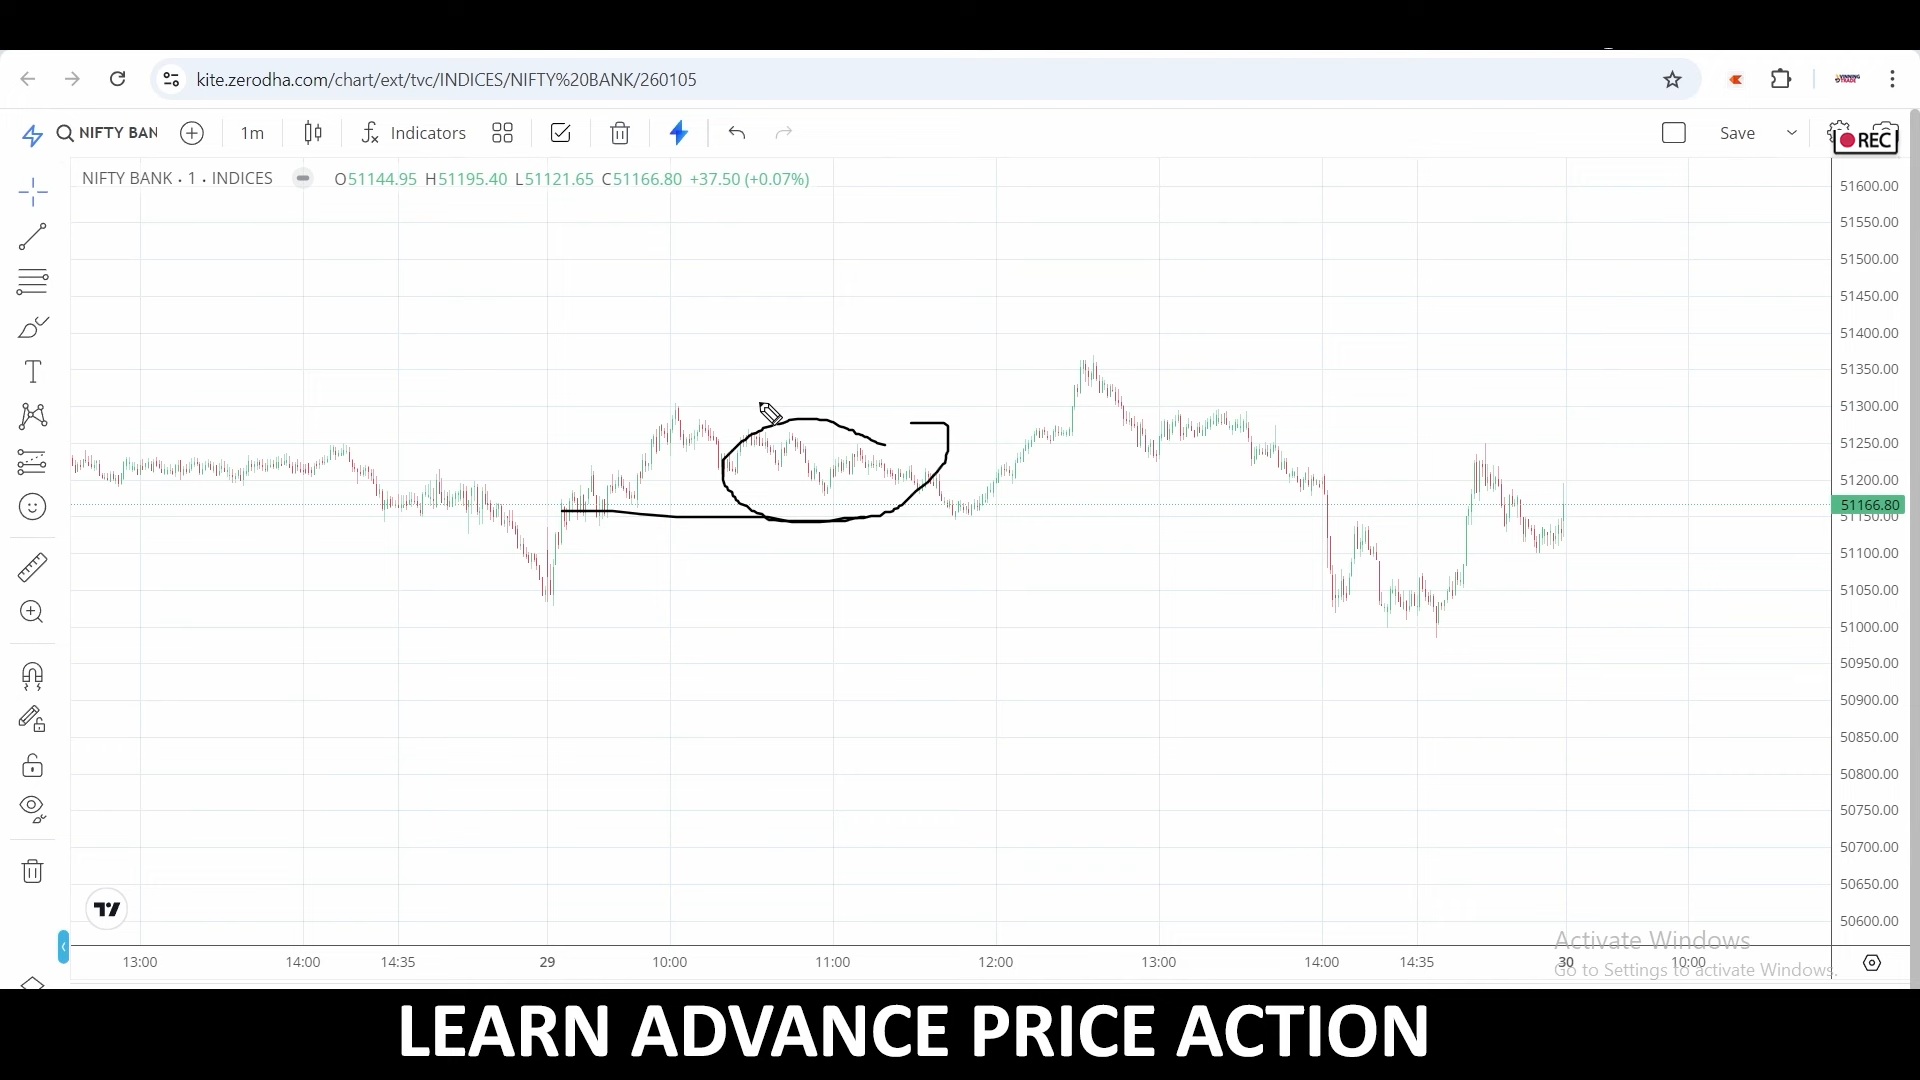 kite.zerodha.com/chart/ext/tvc/INDICES/NIFTY%20BANK/260105
NIFTY BAN
1m
Indicators
Save
REC
NIFTY BANK · 1 · INDICES
O51144.95 H51195.40 L51121.65 C51166.80 +37.50 (+0.07%)
51600.00
51550.00
51500.00
51450.00
51400.00
51350.00
51300.00
51250.00
51200.00
51166.80
51150.00
51100.00
51050.00
51000.00
50950.00
50900.00
50850.00
50800.00
50750.00
50700.00
50650.00
50600.00
Activate Windows
Go to Settings to activate Windows.
13:00 14:00 14:35 29 10:00 11:00 12:00 13:00 14:00 14:35 30 10:00
LEARN ADVANCE PRICE ACTION